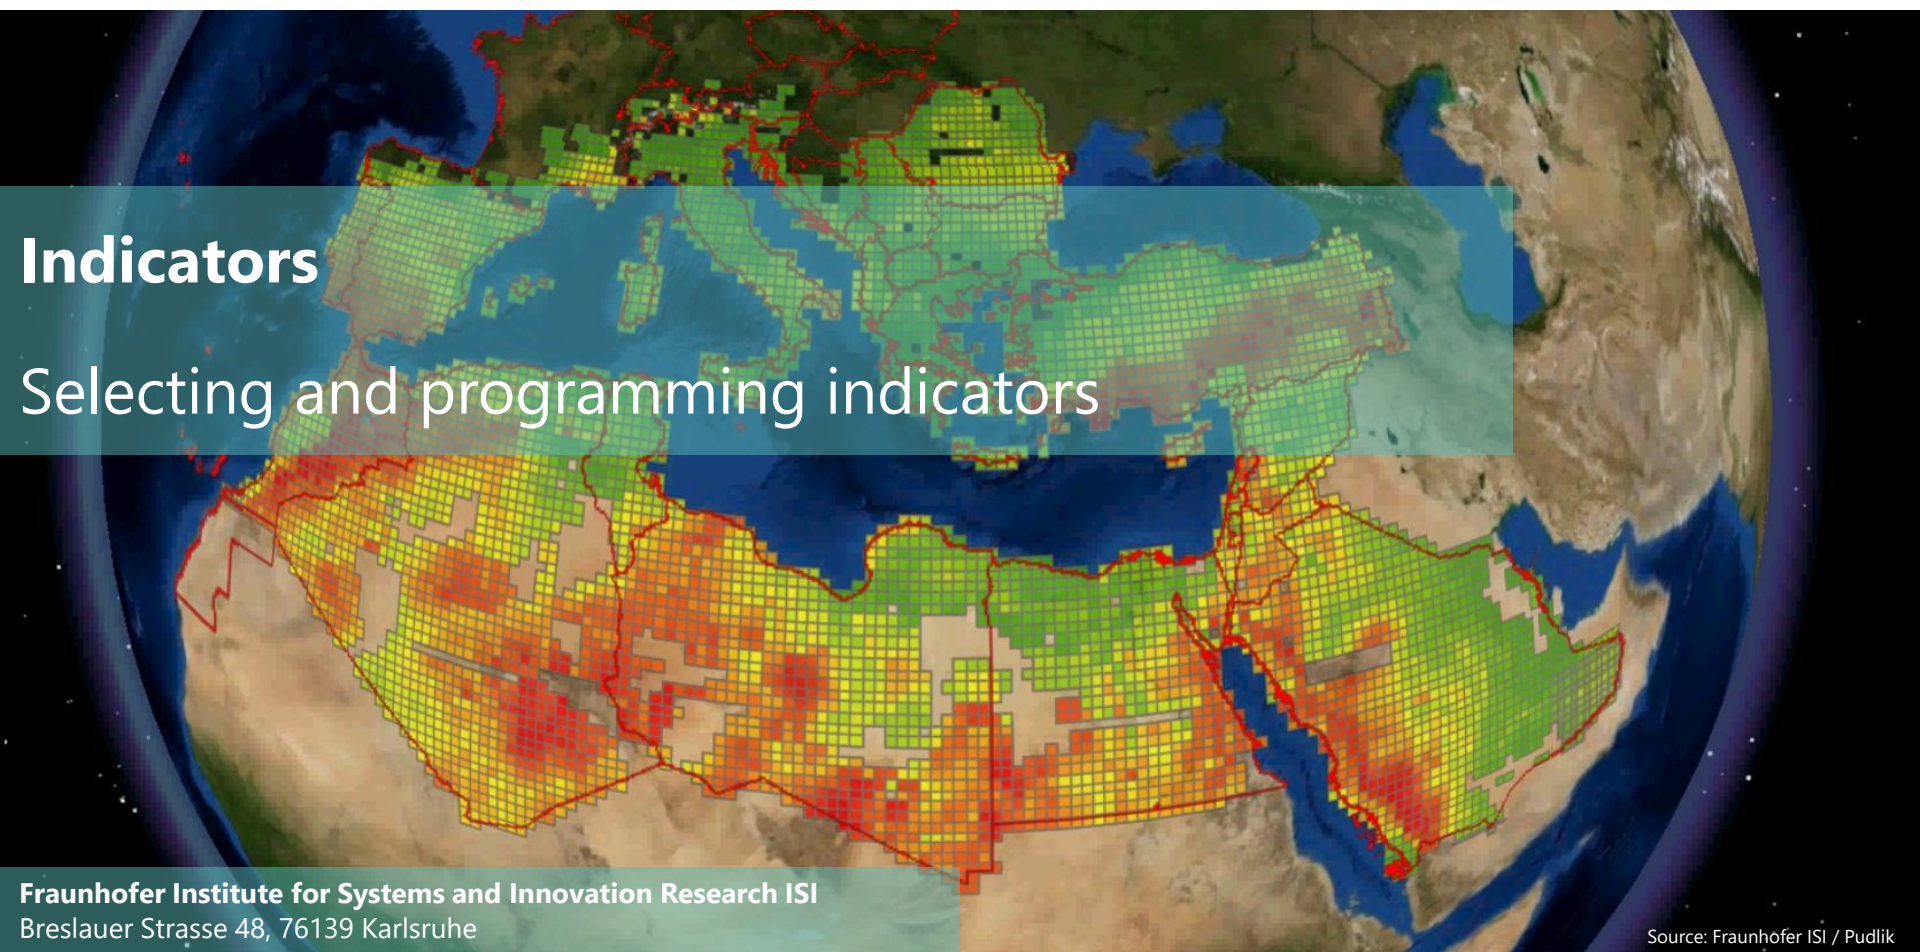 Indicators
Selecting and programming indicators
Fraunhofer Institute for Systems and Innovation Research ISI
Breslauer Strasse 48, 76139 Karlsruhe
Source: Fraunhofer ISI / Pudlik